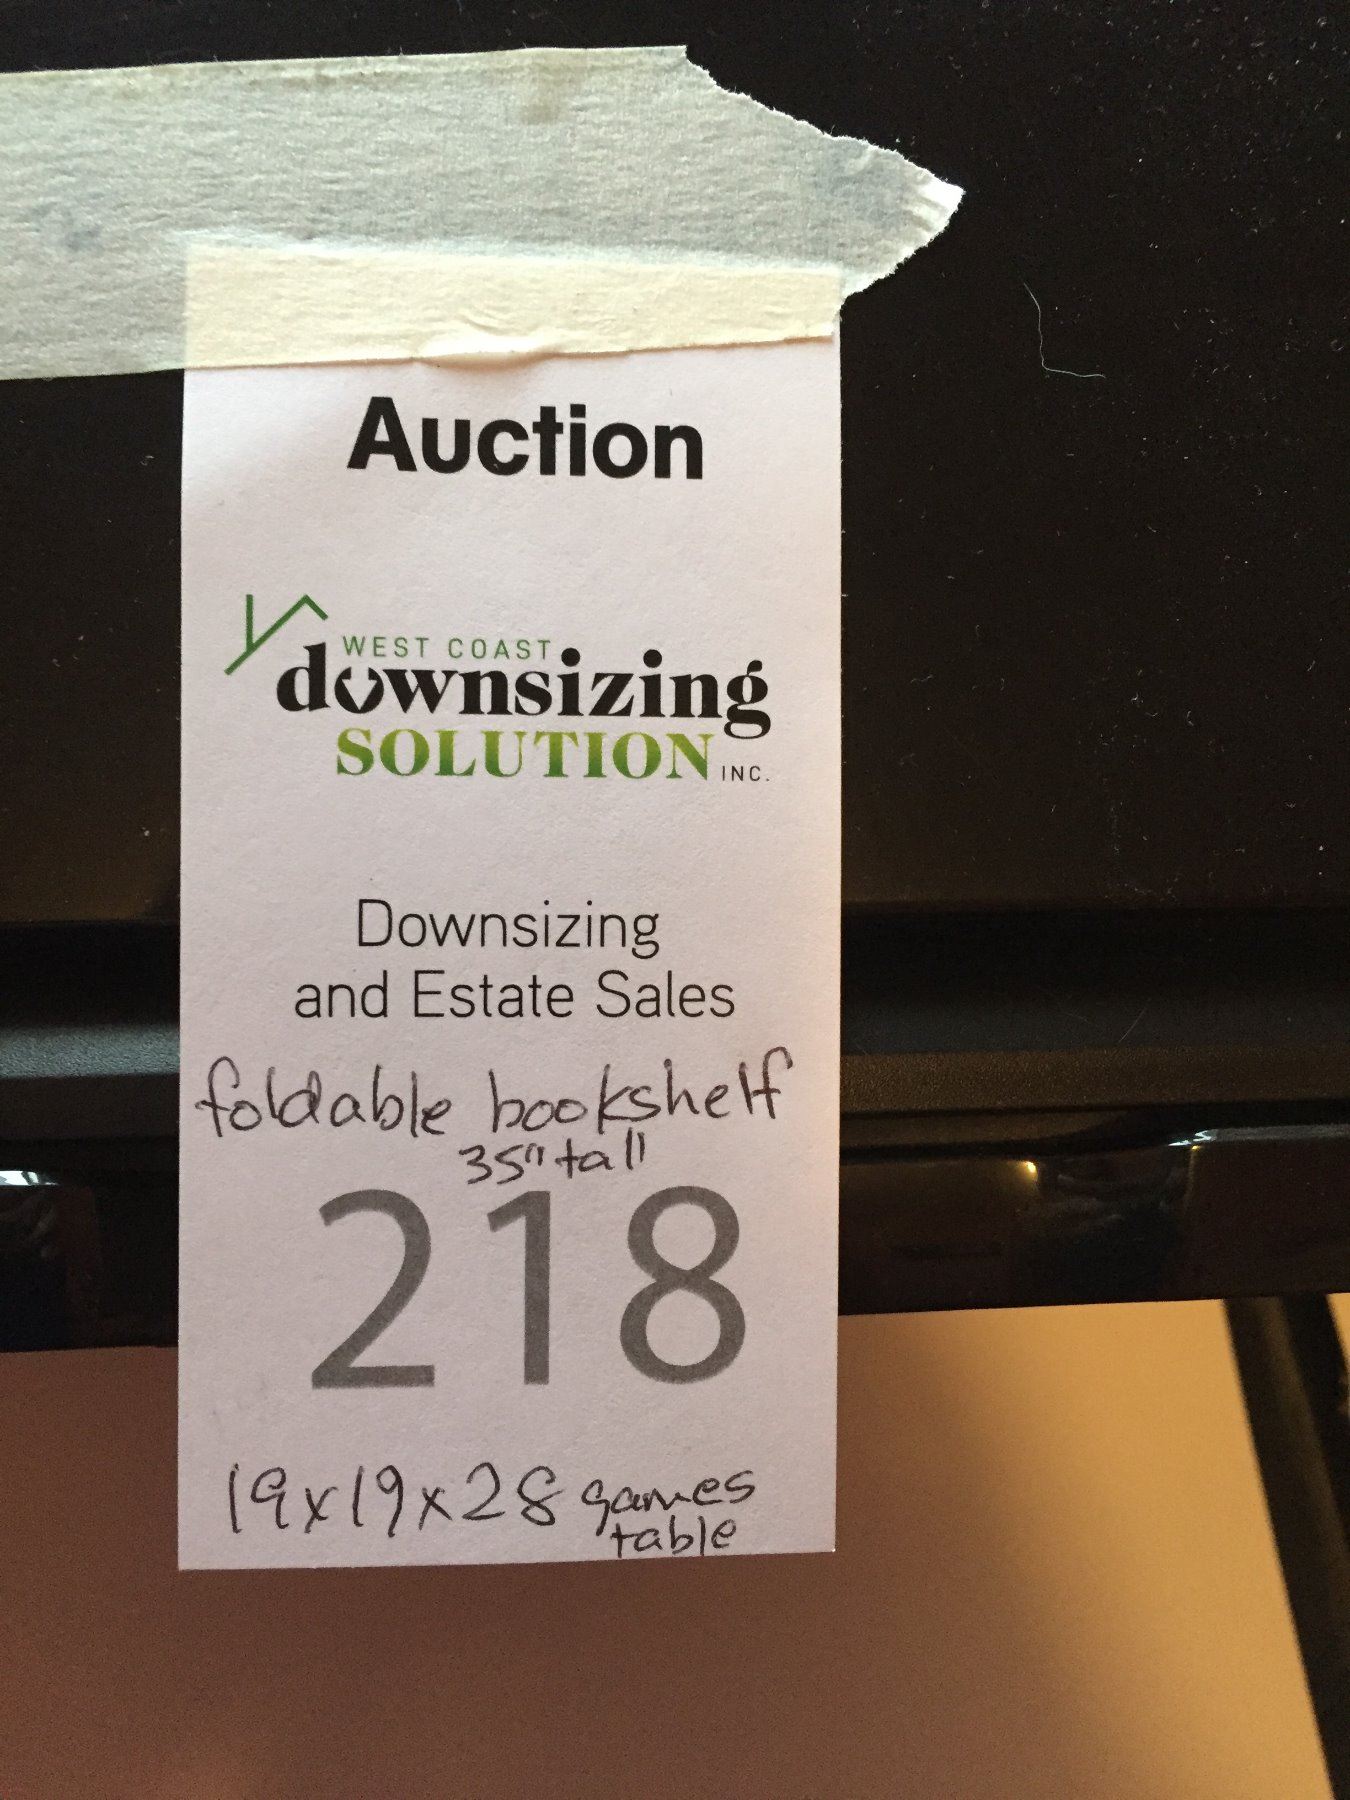 Auction
WEST COAST
downsizing
SOLUTION INC.
Downsizing
and Estate Sales
foldable bookshelf
35" tall
218
19x19x28 games
table